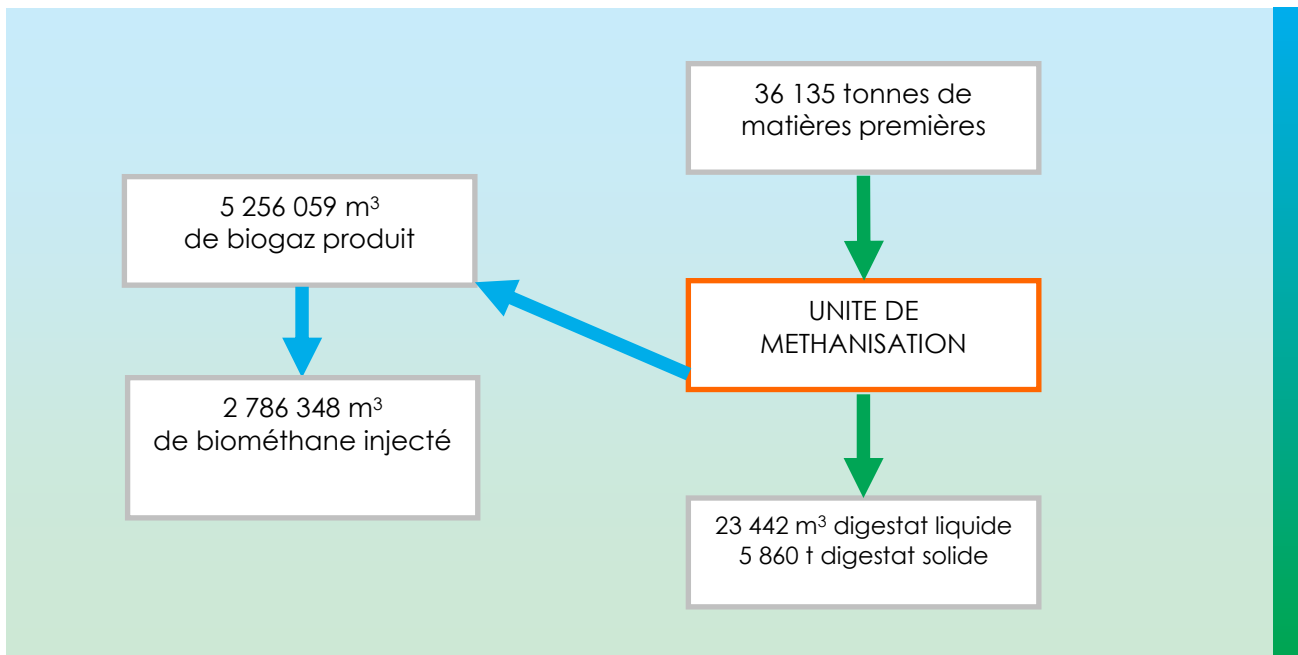 36 135 tonnes de
matières premières
5 256 059 m³
de biogaz produit
UNITE DE
METHANISATION
2 786 348 m³
de biométhane injecté
23 442 m³ digestat liquide
5 860 t digestat solide